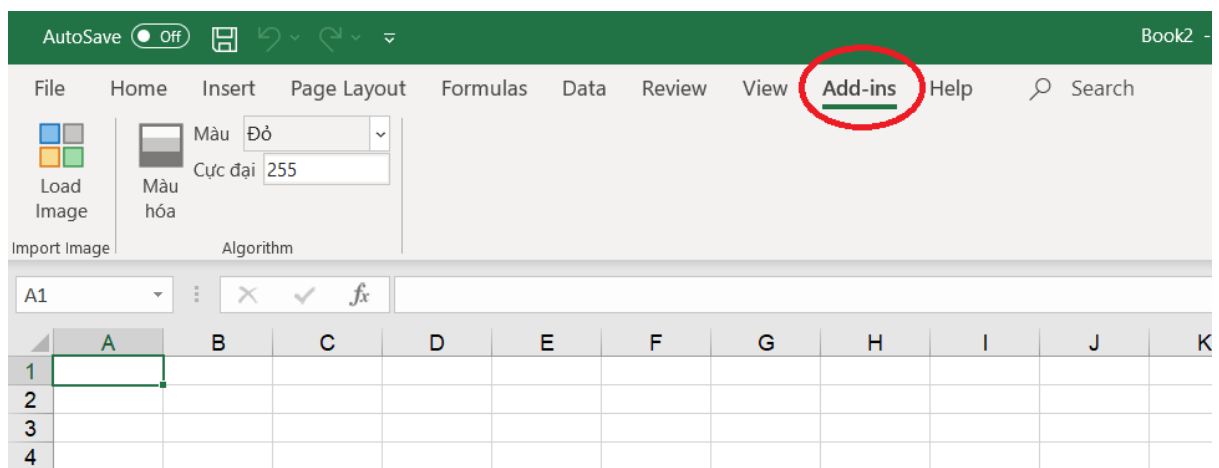 AutoSave Off Book2 -
File Home Insert Page Layout Formulas Data Review View Add-ins Help Search
Load Image
Màu hóa
Màu Đỏ
Cực đại 255
Import Image Algorithm
A1 fx
A B C D E F G H I J K
1
2
3
4